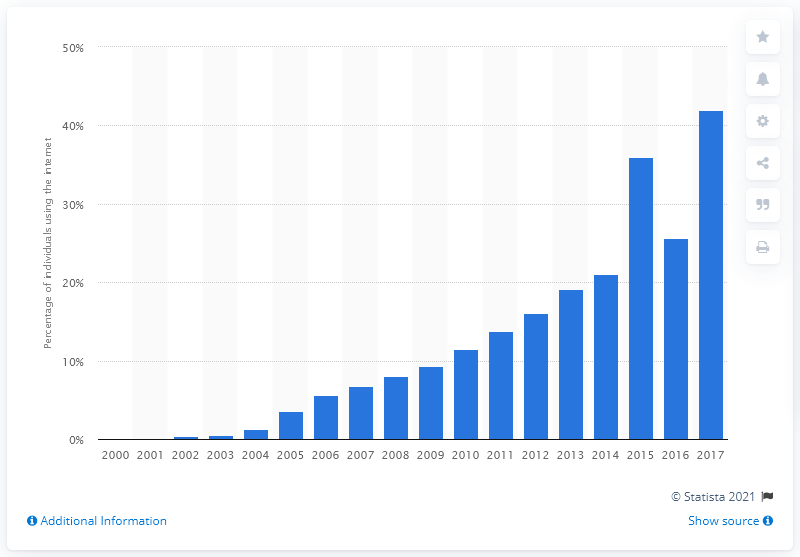 50%
40%
30%
20%
10%
0%
Percentage of individuals using the internet
2000 2001 2002 2003 2004 2005 2006 2007 2008 2009 2010 2011 2012 2013 2014 2015 2016 2017
© Statista 2021
Additional Information
Show source